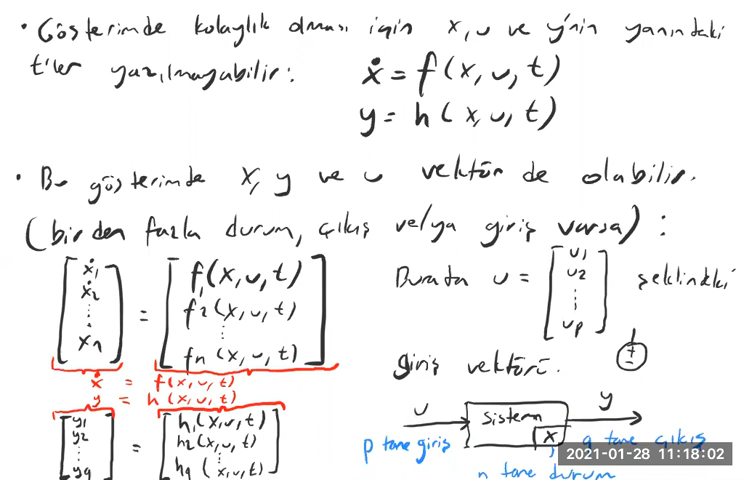 • Gösterimde kolaylık olması için x, u ve y'nin yanındaki
t'ler yazılmayabilir:
ẋ = f(x, u, t)
y = h(x, u, t)
• Bu gösterimde x, y ve u vektör de olabilir.
(birden fazla durum, çıkış ve/ya giriş varsa):
[ẋ1 ẋ2 ⋮ ẋn] = [f1(x, u, t) f2(x, u, t) ⋮ fn(x, u, t)]
ẋ = f(x, u, t)
y = h(x, u, t)
[y1 y2 ⋮ yq] = [h1(x, u, t) h2(x, u, t) ⋮ hq(x, u, t)]
Burada u = [u1 u2 ⋮ up] şeklindeki
giriş vektörü.
±
u sistem y
x
p tane giriş
q tane çıkış
n tane durum
2021-01-28 11:18:02